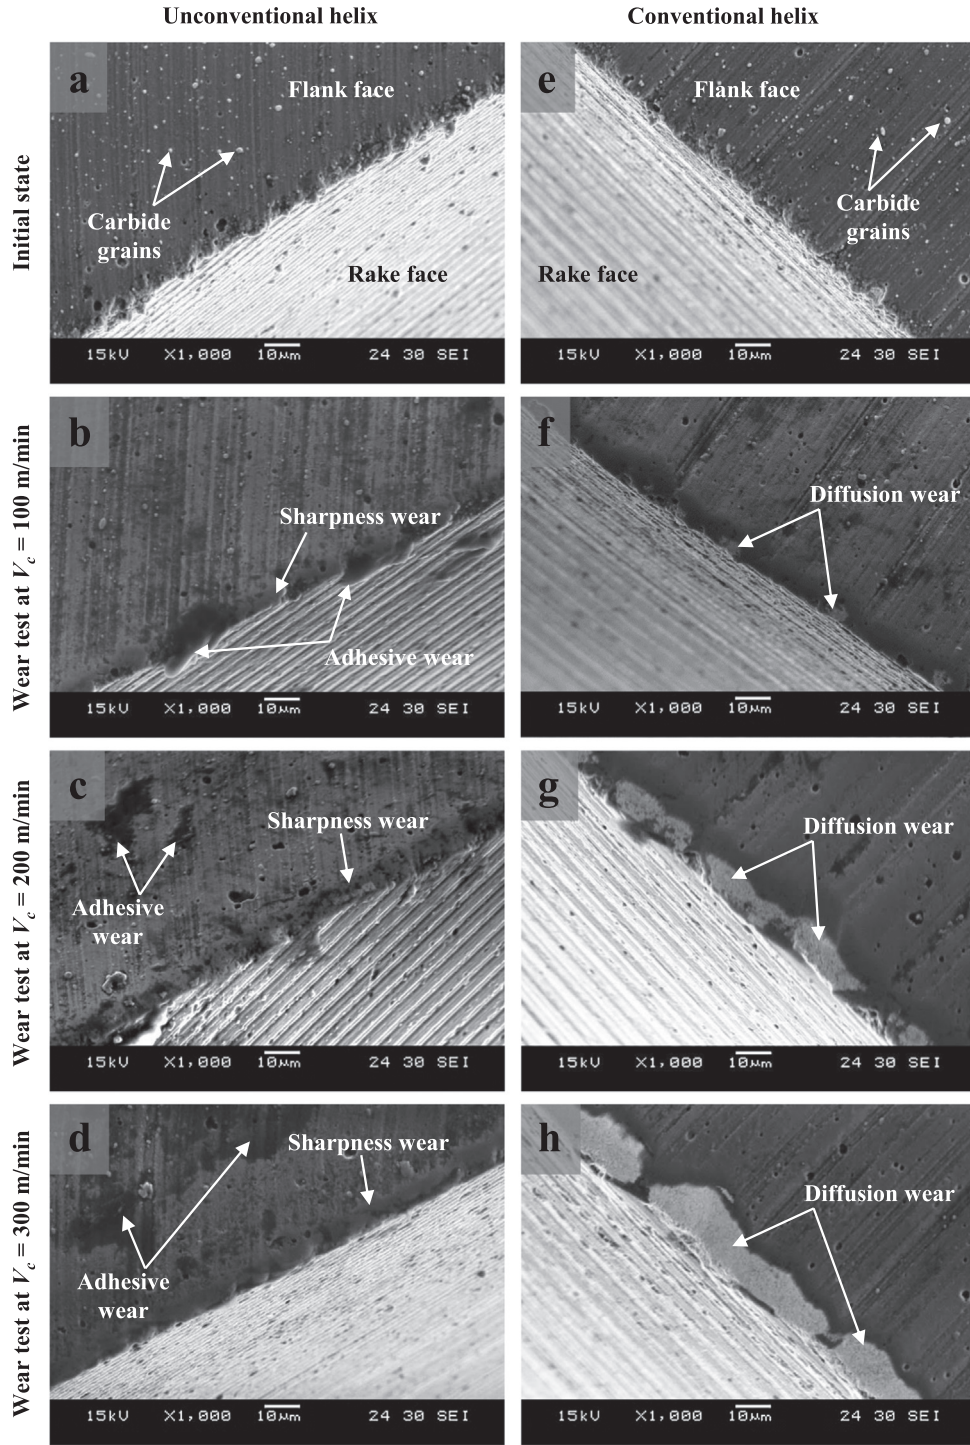 Unconventional helix
Conventional helix
Initial state
a
Flank face
Carbide
grains
Rake face
15kV X1,000 10μm 24 30 SEI
e
Flank face
Carbide
grains
Rake face
15kV X1,000 10μm 24 30 SEI
Wear test at Vc = 100 m/min
b
Sharpness wear
Adhesive wear
15kV X1,000 10μm 24 30 SEI
f
Diffusion wear
15kV X1,000 10μm 24 30 SEI
Wear test at Vc = 200 m/min
c
Sharpness wear
Adhesive
wear
15kV X1,000 10μm 24 30 SEI
g
Diffusion wear
15kV X1,000 10μm 24 30 SEI
Wear test at Vc = 300 m/min
d
Sharpness wear
Adhesive
wear
15kV X1,000 10μm 24 30 SEI
h
Diffusion wear
15kV X1,000 10μm 24 30 SEI